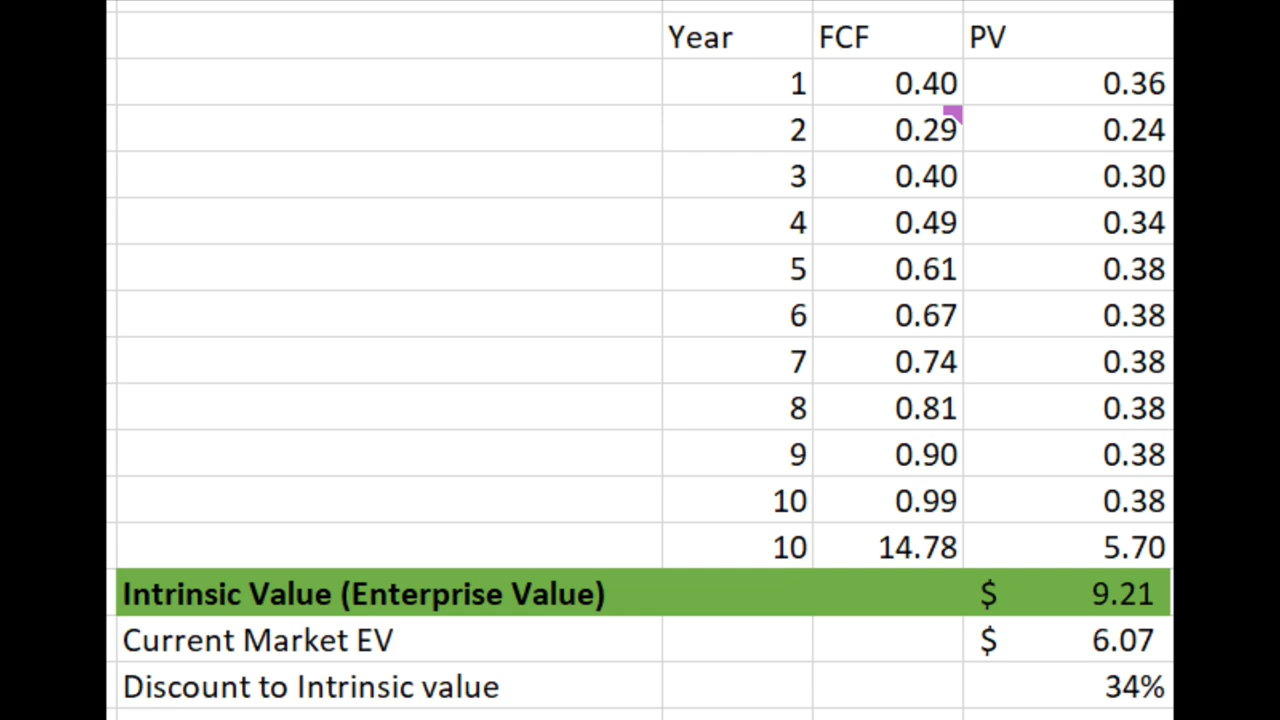 Year FCF PV
1 0.40 0.36
2 0.29 0.24
3 0.40 0.30
4 0.49 0.34
5 0.61 0.38
6 0.67 0.38
7 0.74 0.38
8 0.81 0.38
9 0.90 0.38
10 0.99 0.38
10 14.78 5.70
Intrinsic Value (Enterprise Value) $ 9.21
Current Market EV $ 6.07
Discount to Intrinsic value 34%